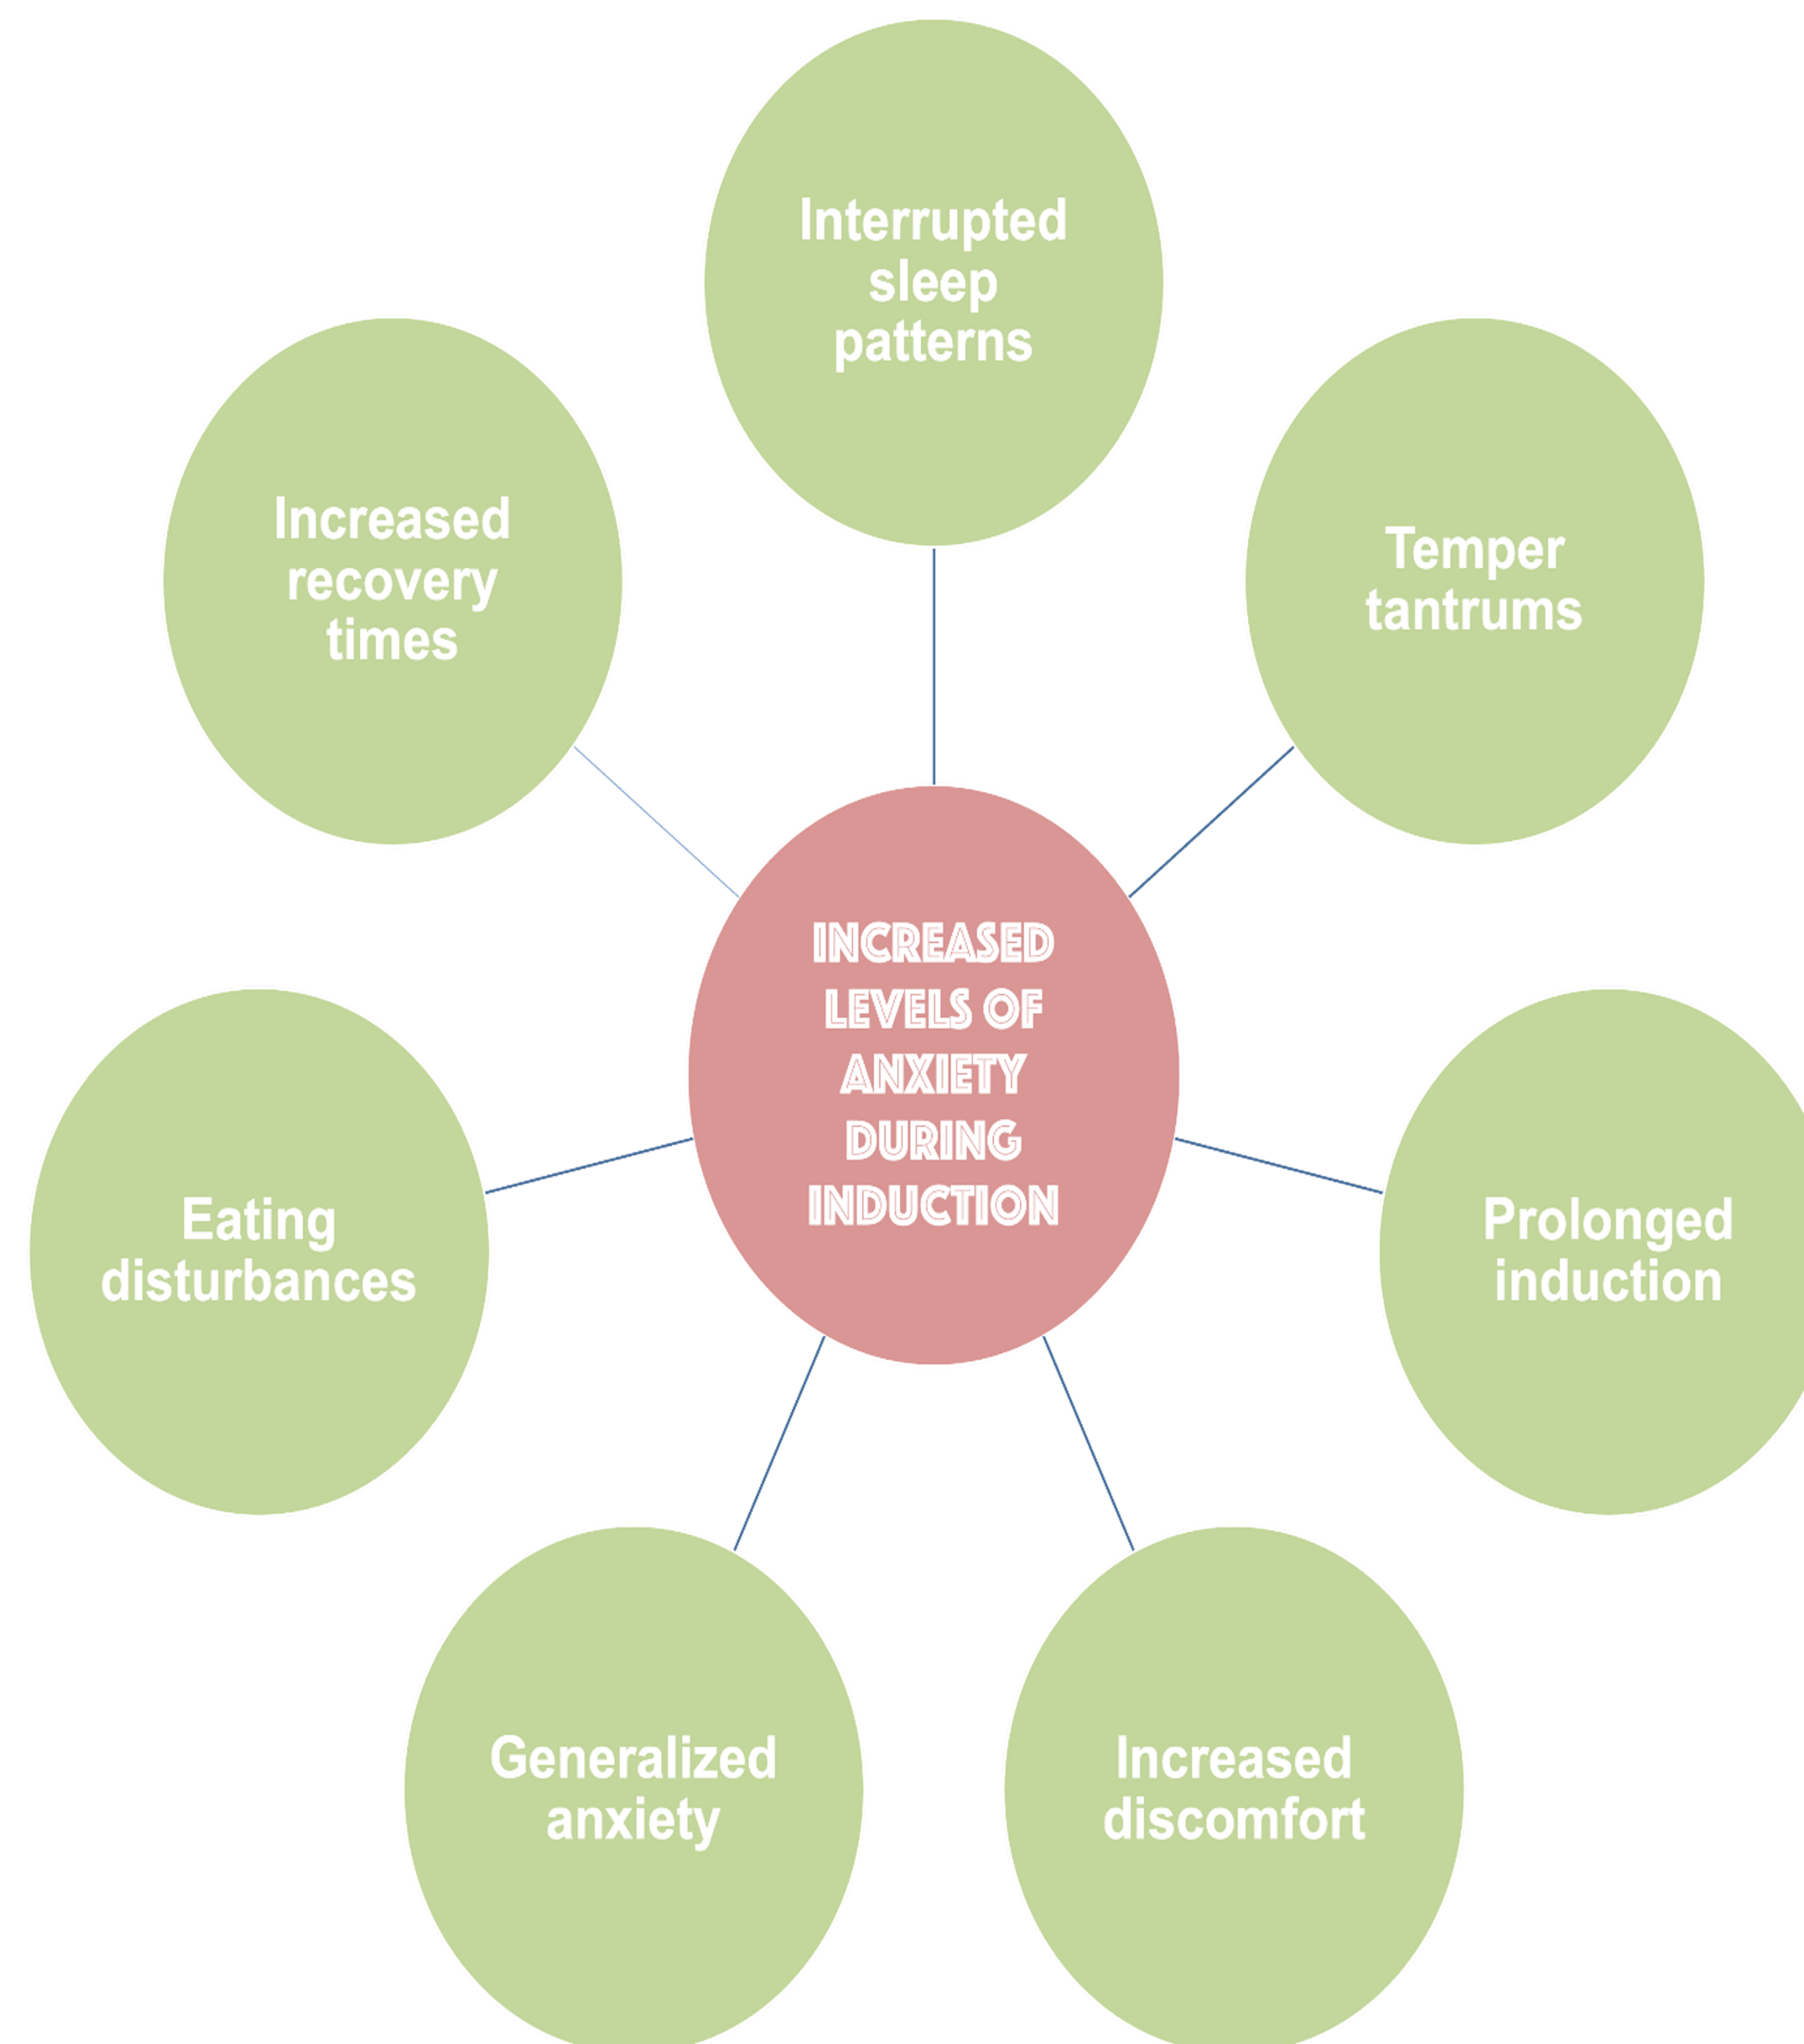 Interrupted
sleep
patterns
Increased
recovery
times
Temper
tantrums
INCREASED
LEVELS OF
ANXIETY
DURING
INDUCTION
Eating
disturbances
Prolonged
induction
Generalized
anxiety
Increased
discomfort